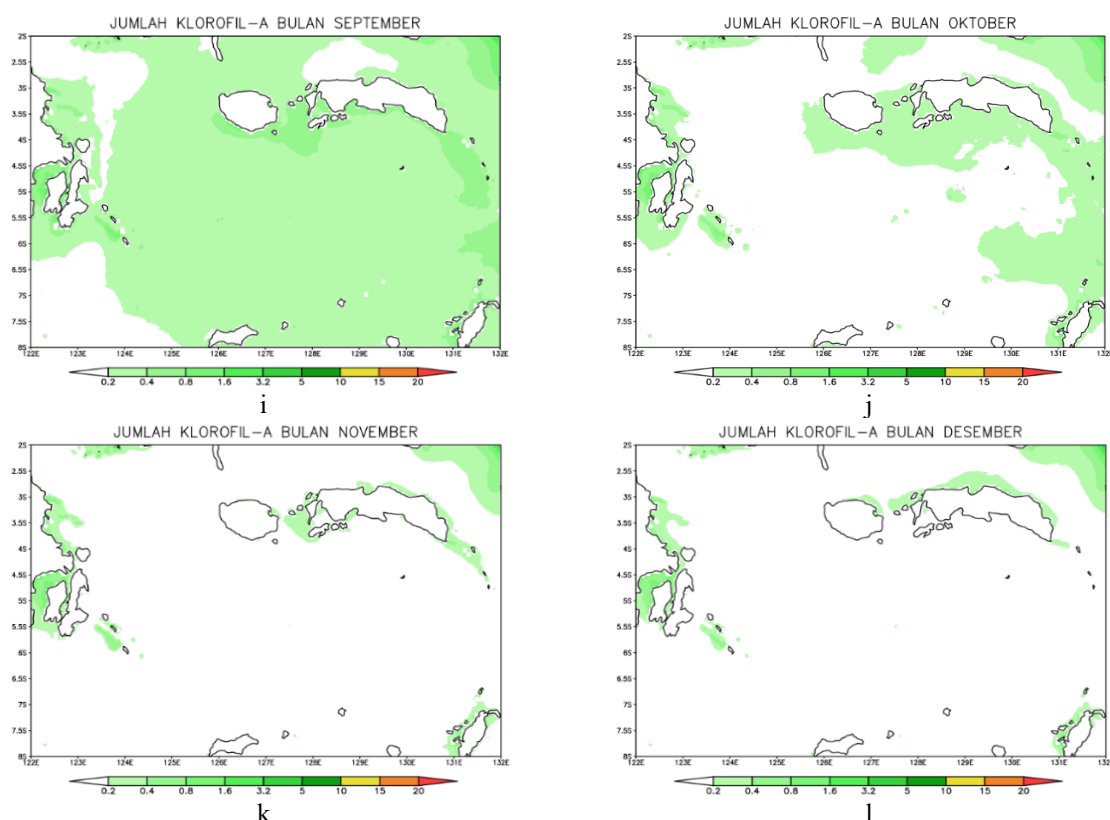 JUMLAH KLOROFIL-A BULAN SEPTEMBER
2S
2.5S
3S
3.5S
4S
4.5S
5S
5.5S
6S
6.5S
7S
7.5S
8S
122E 123E 124E 125E 126E 127E 128E 129E 130E 131E 132E
0.2 0.4 0.8 1.6 3.2 5 10 15 20
i
JUMLAH KLOROFIL-A BULAN OKTOBER
2S
2.5S
3S
3.5S
4S
4.5S
5S
5.5S
6S
6.5S
7S
7.5S
8S
122E 123E 124E 125E 126E 127E 128E 129E 130E 131E 132
0.2 0.4 0.8 1.6 3.2 5 10 15 20
j
JUMLAH KLOROFIL-A BULAN NOVEMBER
2S
2.5S
3S
3.5S
4S
4.5S
5S
5.5S
6S
6.5S
7S
7.5S
8S
122E 123E 124E 125E 126E 127E 128E 129E 130E 131E 132E
0.2 0.4 0.8 1.6 3.2 5 10 15 20
k
JUMLAH KLOROFIL-A BULAN DESEMBER
2S
2.5S
3S
3.5S
4S
4.5S
5S
5.5S
6S
6.5S
7S
7.5S
8S
122E 123E 124E 125E 126E 127E 128E 129E 130E 131E 132
0.2 0.4 0.8 1.6 3.2 5 10 15 20
l